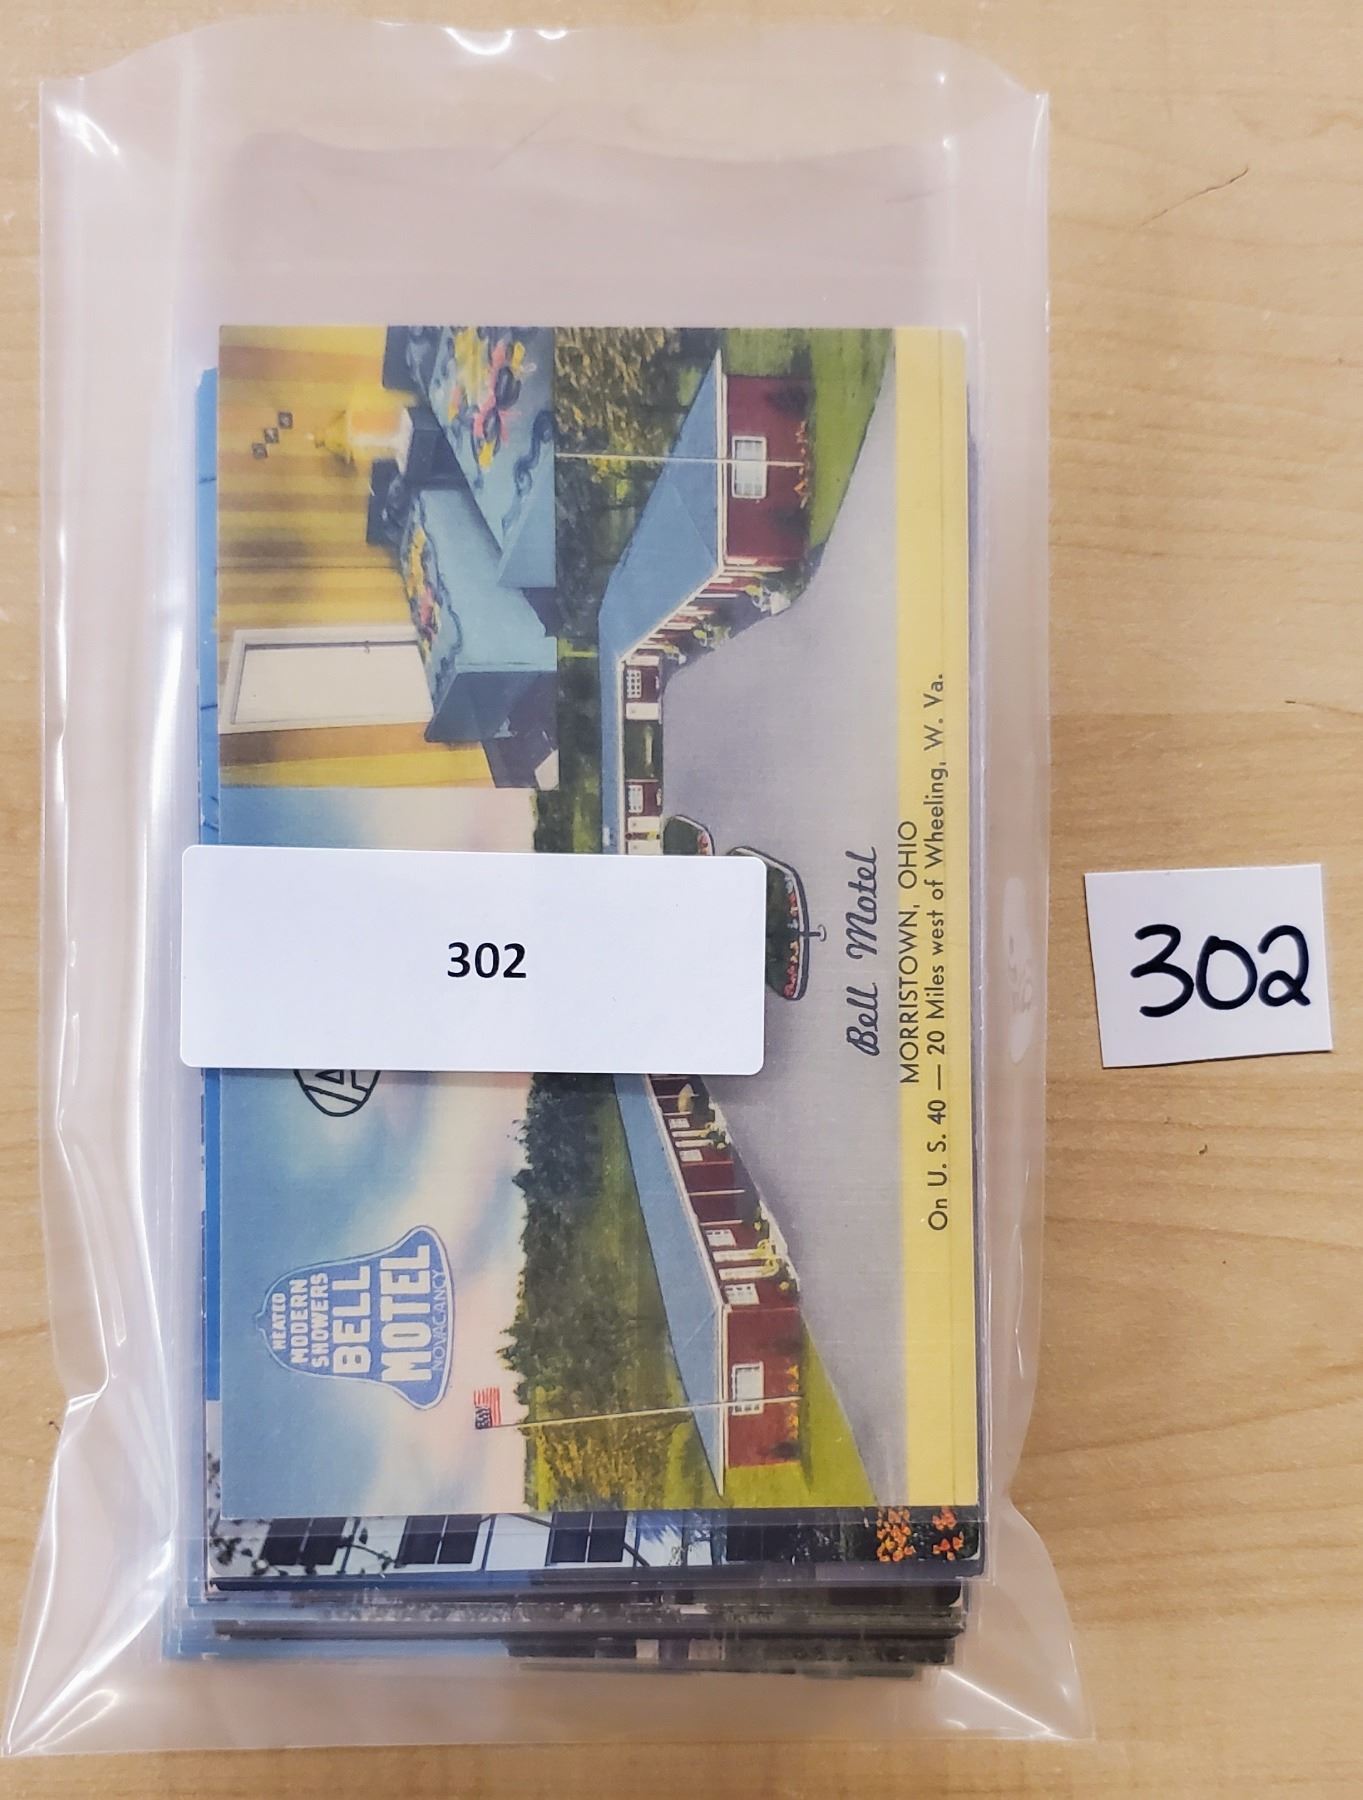 HEATED
MODERN
SHOWERS
BELL
MOTEL
NO VACANCY
302
Bell Motel
MORRISTOWN, OHIO
On U. S. 40 — 20 Miles west of Wheeling, W. Va.
302